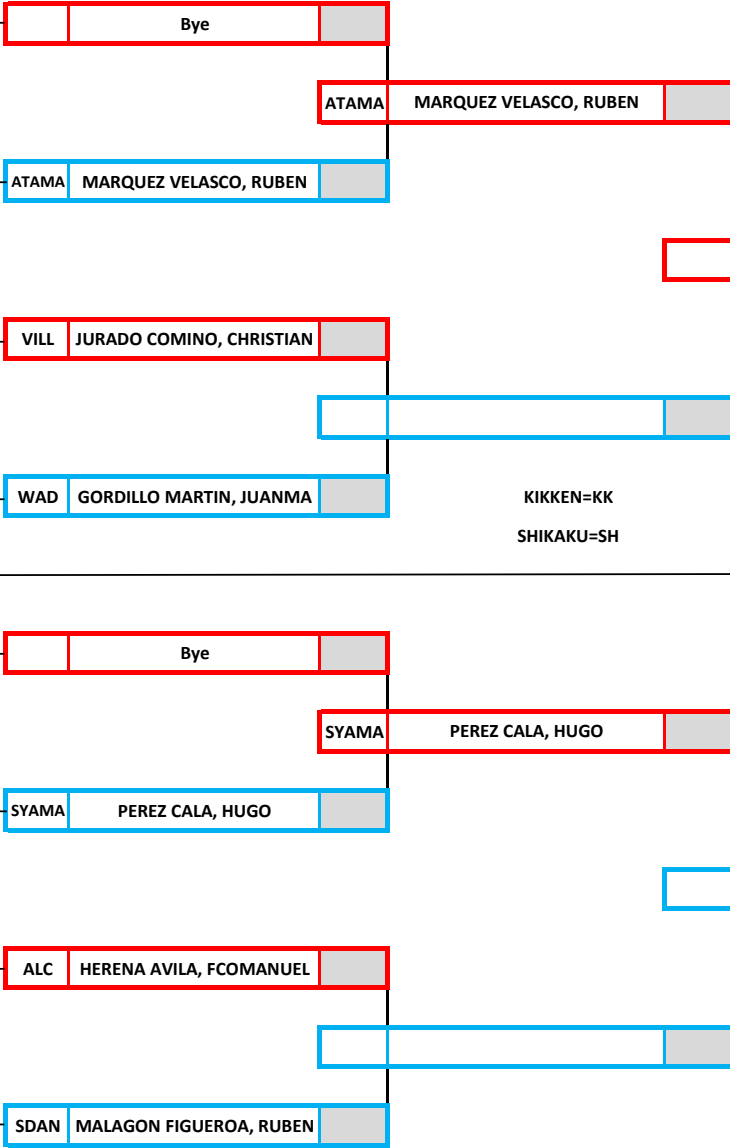 Bye
ATAMA MARQUEZ VELASCO, RUBEN
ATAMA MARQUEZ VELASCO, RUBEN
VILL JURADO COMINO, CHRISTIAN
WAD GORDILLO MARTIN, JUANMA
KIKKEN=KK
SHIKAKU=SH
Bye
SYAMA PEREZ CALA, HUGO
SYAMA PEREZ CALA, HUGO
ALC HERENA AVILA, FCOMANUEL
SDAN MALAGON FIGUEROA, RUBEN